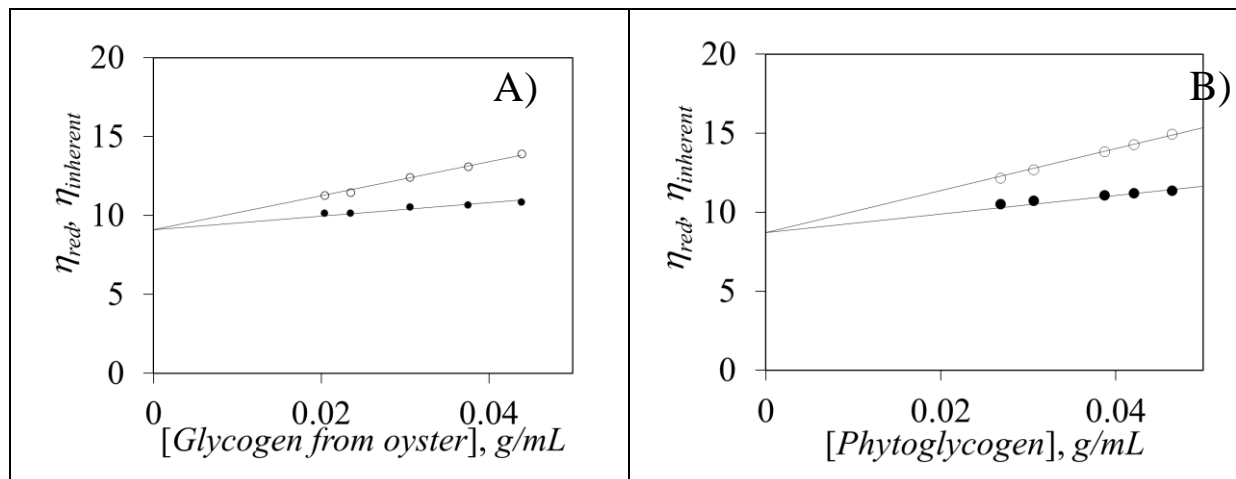 A)
20
15
10
5
0
η_red, η_inherent
0 0.02 0.04
[Glycogen from oyster], g/mL
B)
20
15
10
5
0
η_red, η_inherent
0 0.02 0.04
[Phytoglycogen], g/mL